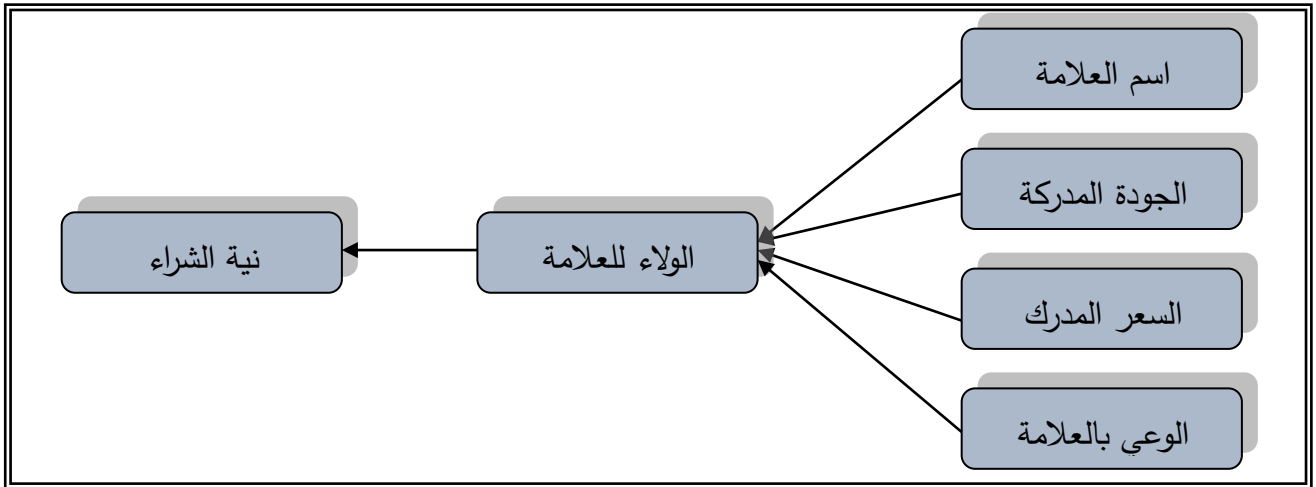 اسم العلامة
الجودة المدركة
السعر المدرك
الوعي بالعلامة
الولاء للعلامة
نية الشراء